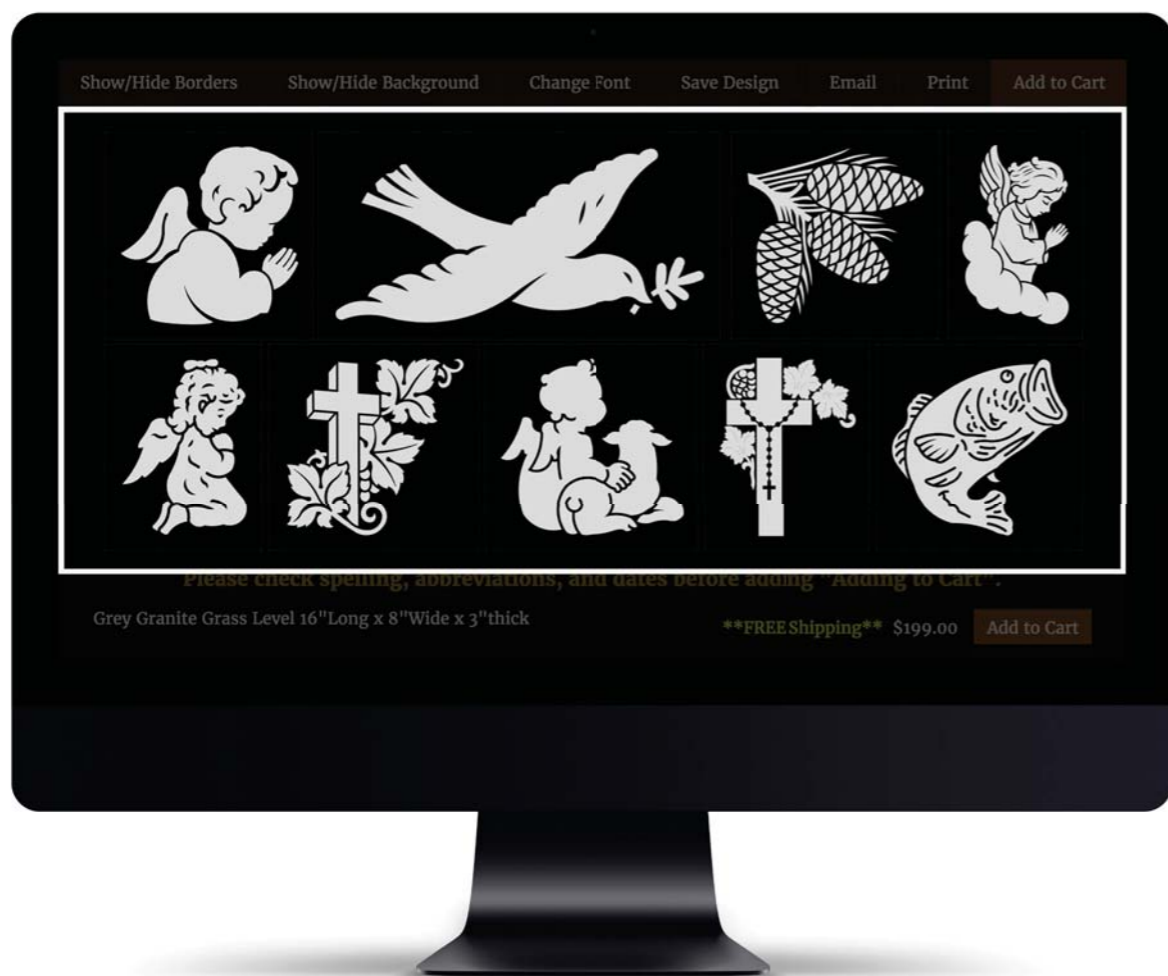 Show/Hide Borders Show/Hide Background Change Font Save Design Email Print Add to Cart
Please check spelling, abbreviations, and dates before adding "Adding to Cart".
Grey Granite Grass Level 16"Long x 8"Wide x 3"thick
**FREE Shipping** $199.00 Add to Cart